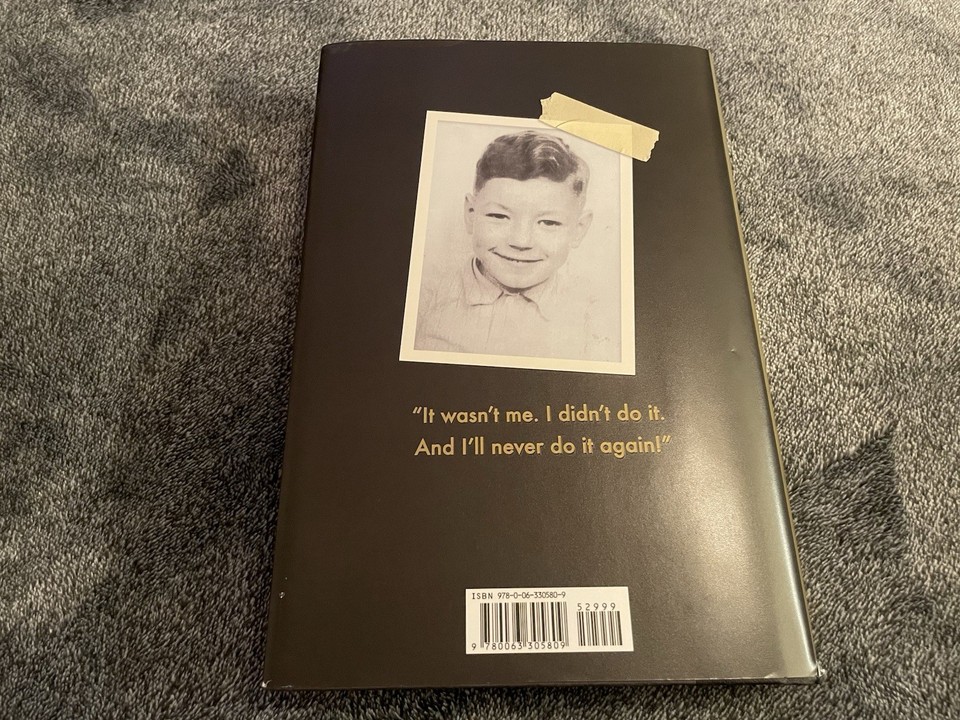 “It wasn’t me. I didn’t do it.
And I’ll never do it again!”
ISBN 978-0-06-330580-9
52999
9 780063 305809